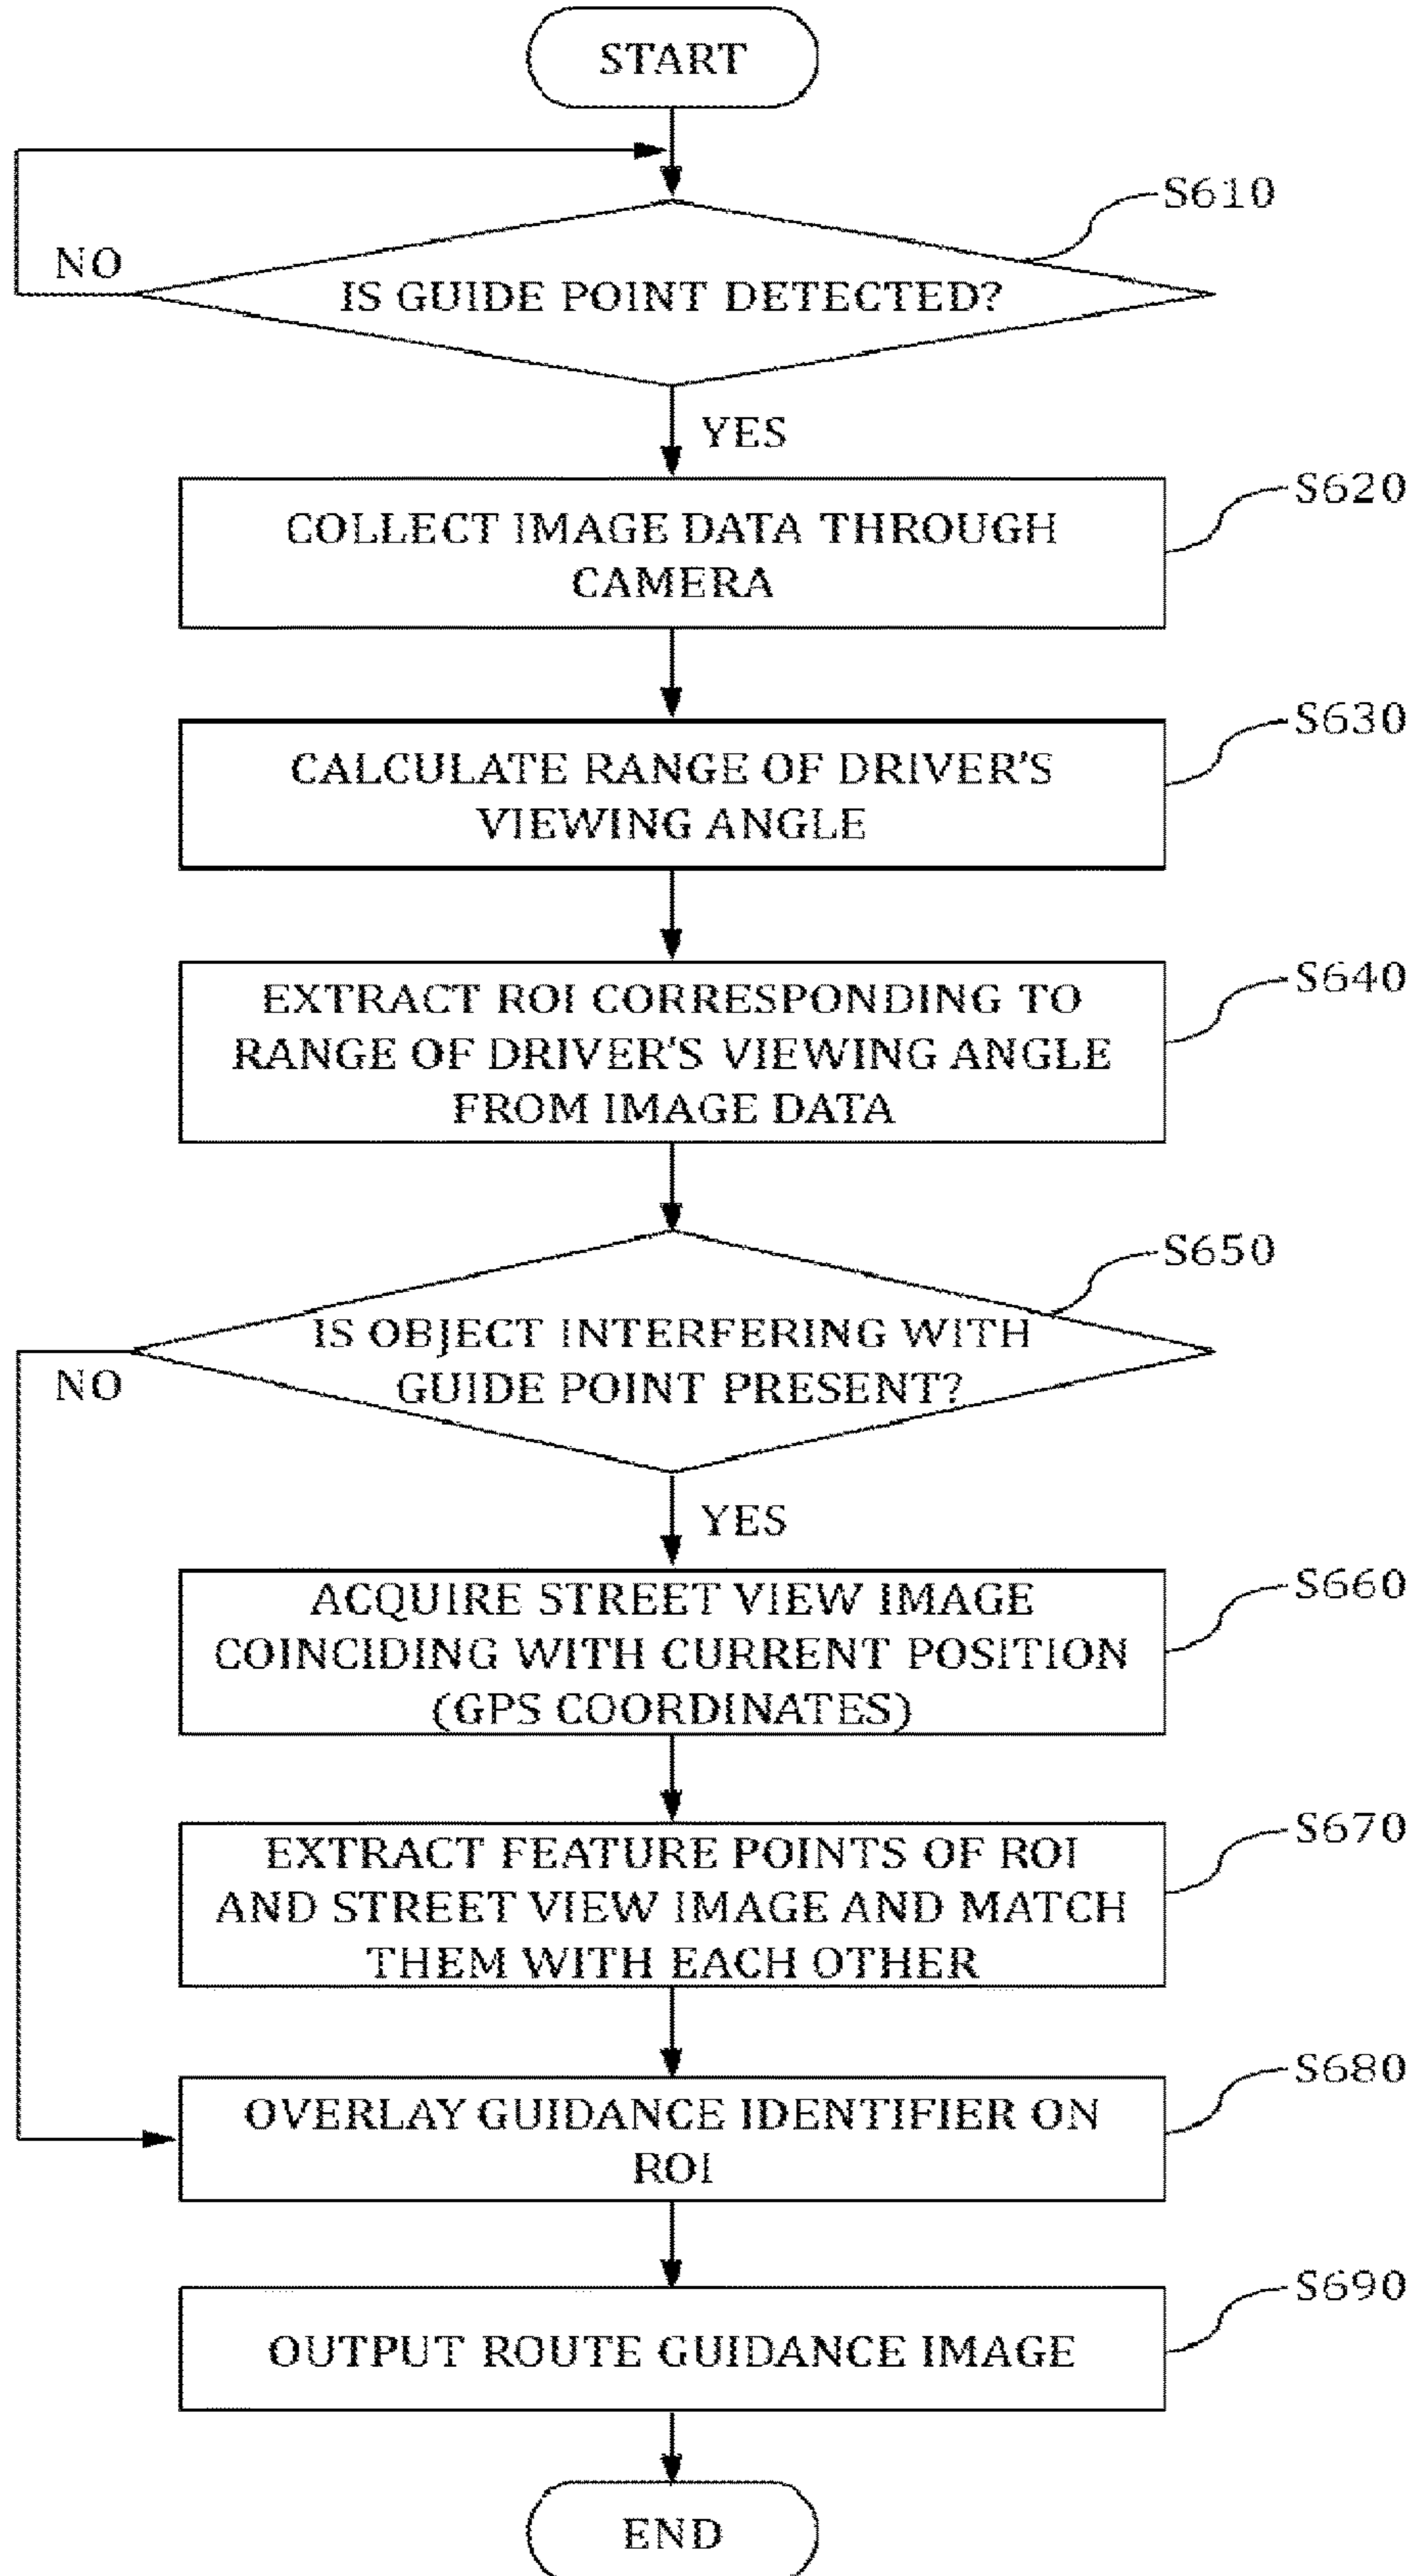 START
S610
NO
IS GUIDE POINT DETECTED?
YES
S620
COLLECT IMAGE DATA THROUGH
CAMERA
S630
CALCULATE RANGE OF DRIVER'S
VIEWING ANGLE
S640
EXTRACT ROI CORRESPONDING TO
RANGE OF DRIVER'S VIEWING ANGLE
FROM IMAGE DATA
S650
IS OBJECT INTERFERING WITH
NO
GUIDE POINT PRESENT?
YES
S660
ACQUIRE STREET VIEW IMAGE
COINCIDING WITH CURRENT POSITION
(GPS COORDINATES)
S670
EXTRACT FEATURE POINTS OF ROI
AND STREET VIEW IMAGE AND MATCH
THEM WITH EACH OTHER
S680
OVERLAY GUIDANCE IDENTIFIER ON
ROI
S690
OUTPUT ROUTE GUIDANCE IMAGE
END